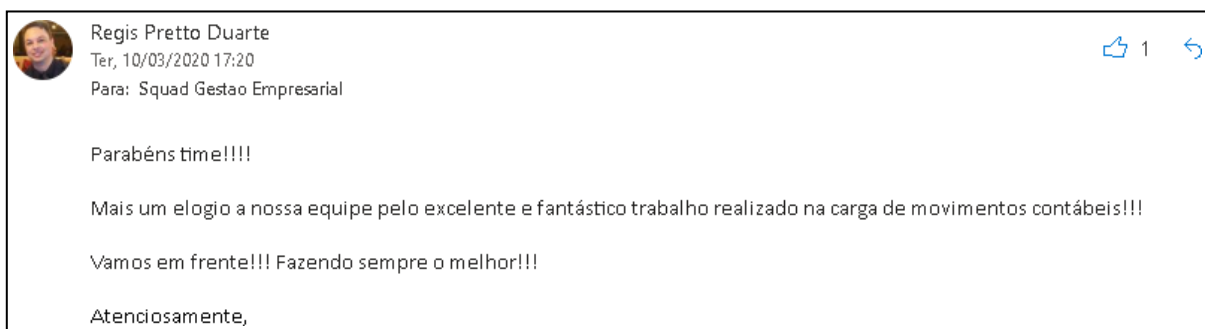 Regis Pretto Duarte
Ter, 10/03/2020 17:20
1
Para: Squad Gestao Empresarial
Parabéns time!!!!
Mais um elogio a nossa equipe pelo excelente e fantástico trabalho realizado na carga de movimentos contábeis!!!
Vamos em frente!!! Fazendo sempre o melhor!!!
Atenciosamente,